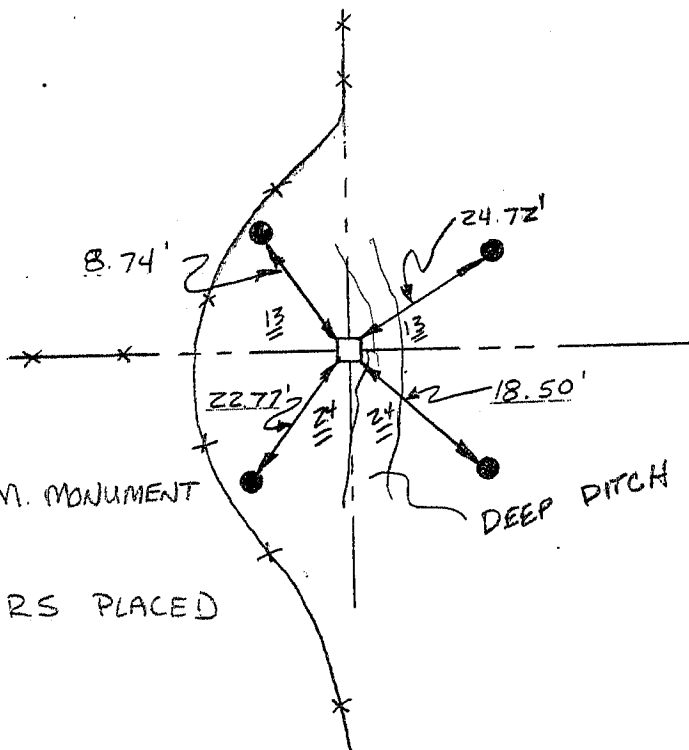 24.72'
8.74'
13
13
22.77'
18.50'
24
24
M. MONUMENT
DEEP DITCH
RS PLACED